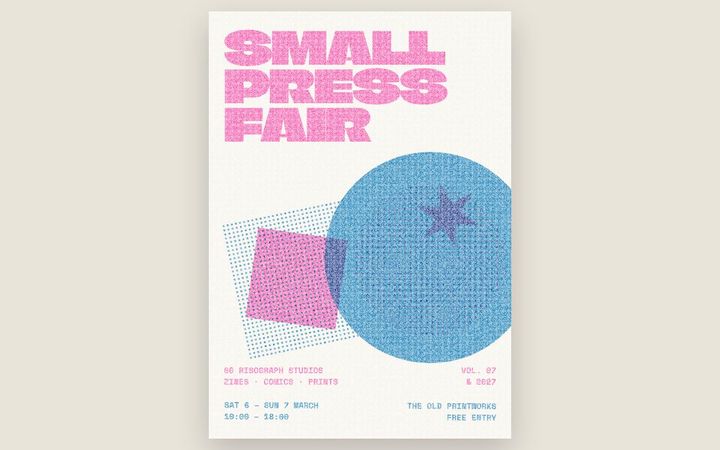 SMALL
PRESS
FAIR
VOL. 07
RISOGRAPH STUDIOS
ZINES · COMICS · PRINTS
& 2027
SAT 6 – SUN 7 MARCH
10:00 – 18:00
THE OLD PRINTWORKS
FREE ENTRY